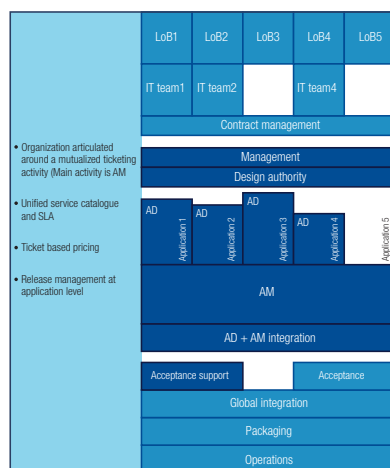 LoB1 LoB2 LoB3 LoB4 LoB5
IT team1 IT team2 IT team4
Contract management
• Organization articulated
around a mutualized ticketing
activity (Main activity is AM
• Unified service catalogue
and SLA
• Ticket based pricing
• Release management at
application level
Management
Design authority
AD Application 1
AD Application 2
AD Application 3
AD Application 4
Application 5
AM
AD + AM integration
Acceptance support Acceptance
Global integration
Packaging
Operations